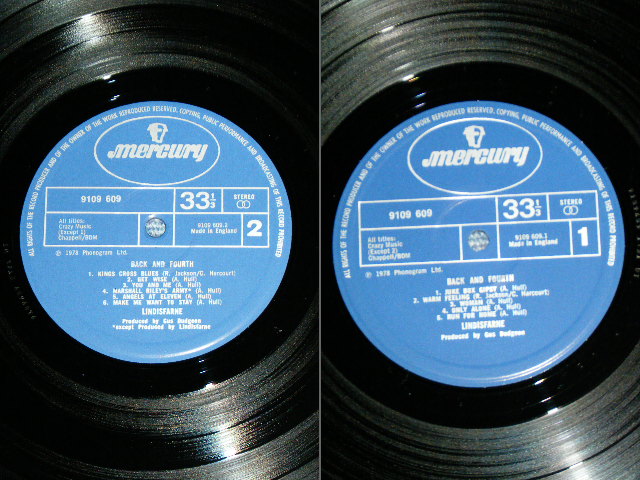 ALL RIGHTS OF THE RECORD PRODUCER AND OF THE OWNER OF THE WORK REPRODUCED RESERVED. COPYING, PUBLIC PERFORMANCE AND BROADCASTING OF THIS RECORD PROHIBITED
mercury
9109 609
33 1/3
STEREO
All titles:
Crazy Music
(Except 1)
Chappell/BDM
9109 609.2
Made in England
2
℗ 1978 Phonogram Ltd.
BACK AND FOURTH
1. KINGS CROSS BLUES (R. Jackson/C. Harcourt)
2. GET WISE (A. Hull)
3. YOU AND ME (A. Hull)
4. MARSHALL RILEY'S ARMY* (A. Hull)
5. ANGELS AT ELEVEN (A. Hull)
6. MAKE ME WANT TO STAY (A. Hull)
LINDISFARNE
Produced by Gus Dudgeon
*except Produced by Lindisfarne
ALL RIGHTS OF THE RECORD PRODUCER AND OF THE OWNER OF THE WORK REPRODUCED RESERVED. COPYING, PUBLIC PERFORMANCE AND BROADCASTING OF THIS RECORD PROHIBITED
mercury
9109 609
33 1/3
STEREO
All titles:
Crazy Music
(Except 2)
Chappell/BDM
9109 609.1
Made in England
1
℗ 1978 Phonogram Ltd.
BACK AND FOURTH
1. JUKE BOX GYPSY (A. Hull)
2. WARM FEELING (R. Jackson/C. Harcourt)
3. WOMAN (A. Hull)
4. ONLY ALONE (A. Hull)
5. RUN FOR HOME (A. Hull)
LINDISFARNE
Produced by Gus Dudgeon